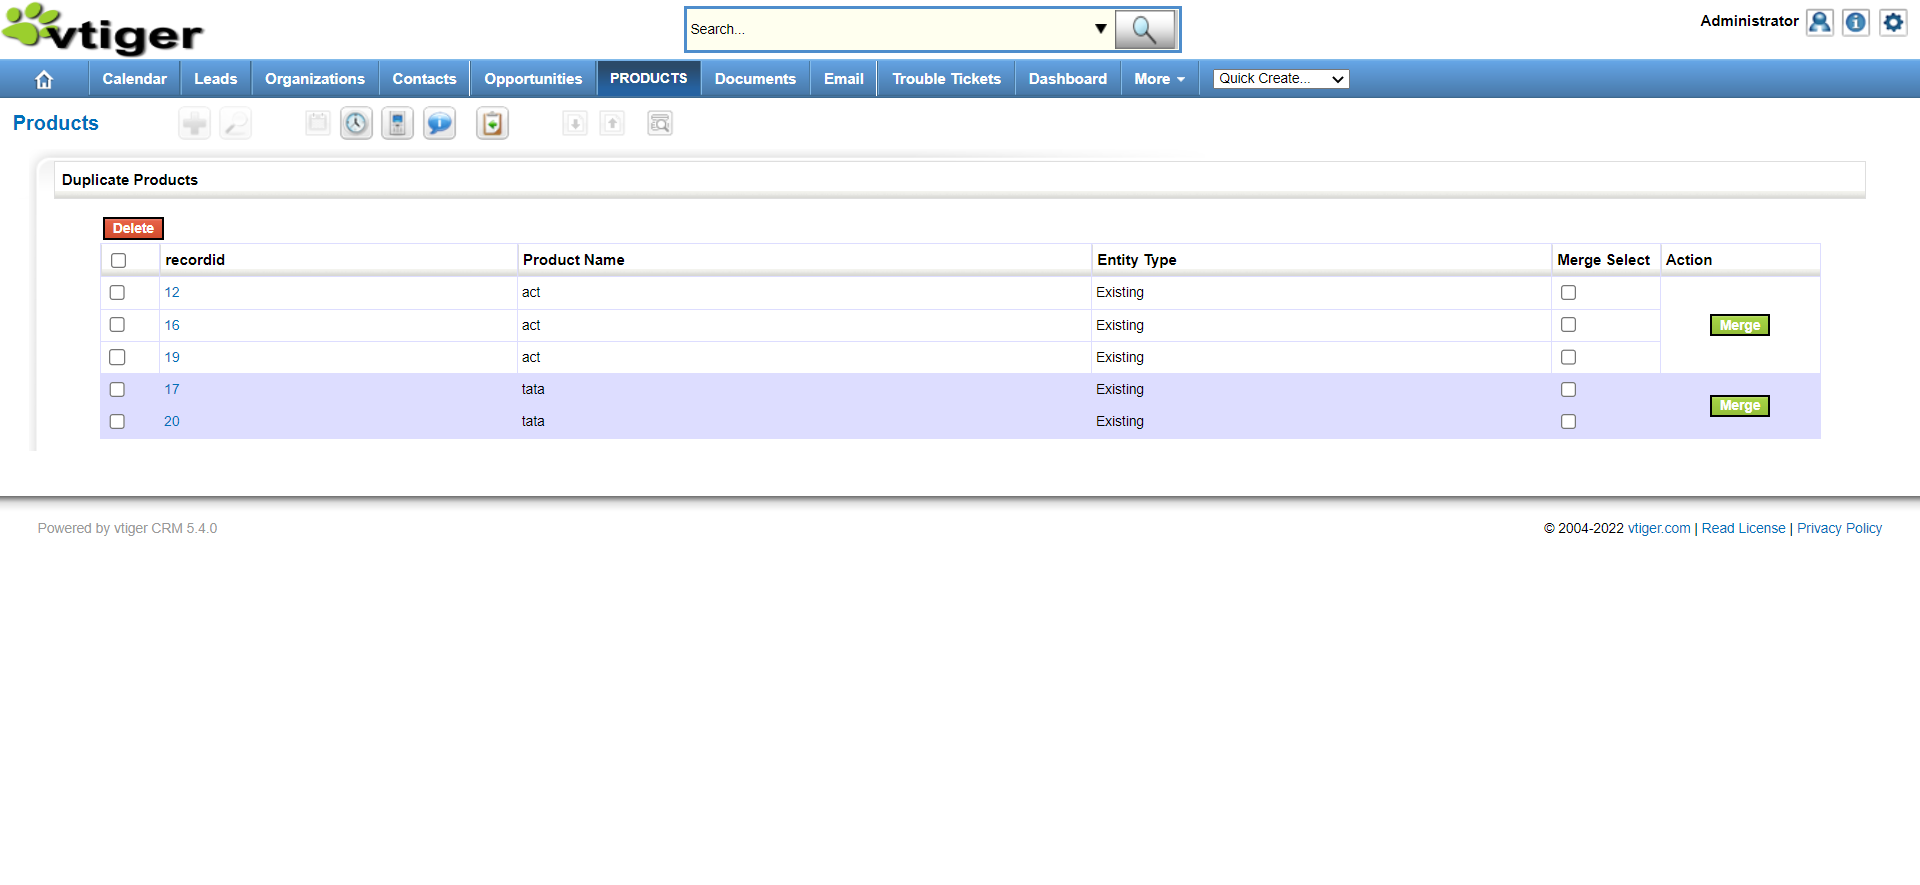 vtiger
Search...
Administrator
Calendar Leads Organizations Contacts Opportunities PRODUCTS Documents Email Trouble Tickets Dashboard More Quick Create...
Products
Duplicate Products
Delete
recordid Product Name Entity Type Merge Select Action
12 act Existing
16 act Existing Merge
19 act Existing
17 tata Existing
Merge
20 tata Existing
Powered by vtiger CRM 5.4.0
© 2004-2022 vtiger.com | Read License | Privacy Policy